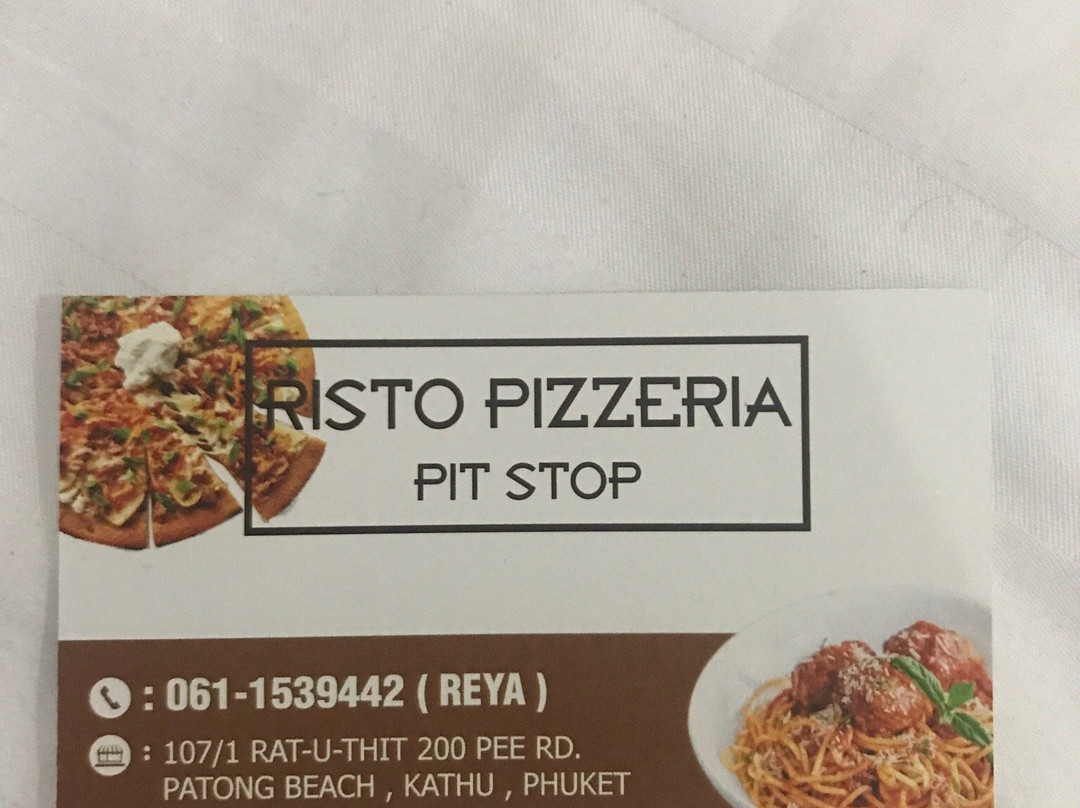 RISTO PIZZERIA
PIT STOP
: 061-1539442 ( REYA )
: 107/1 RAT-U-THIT 200 PEE RD.
PATONG BEACH , KATHU , PHUKET